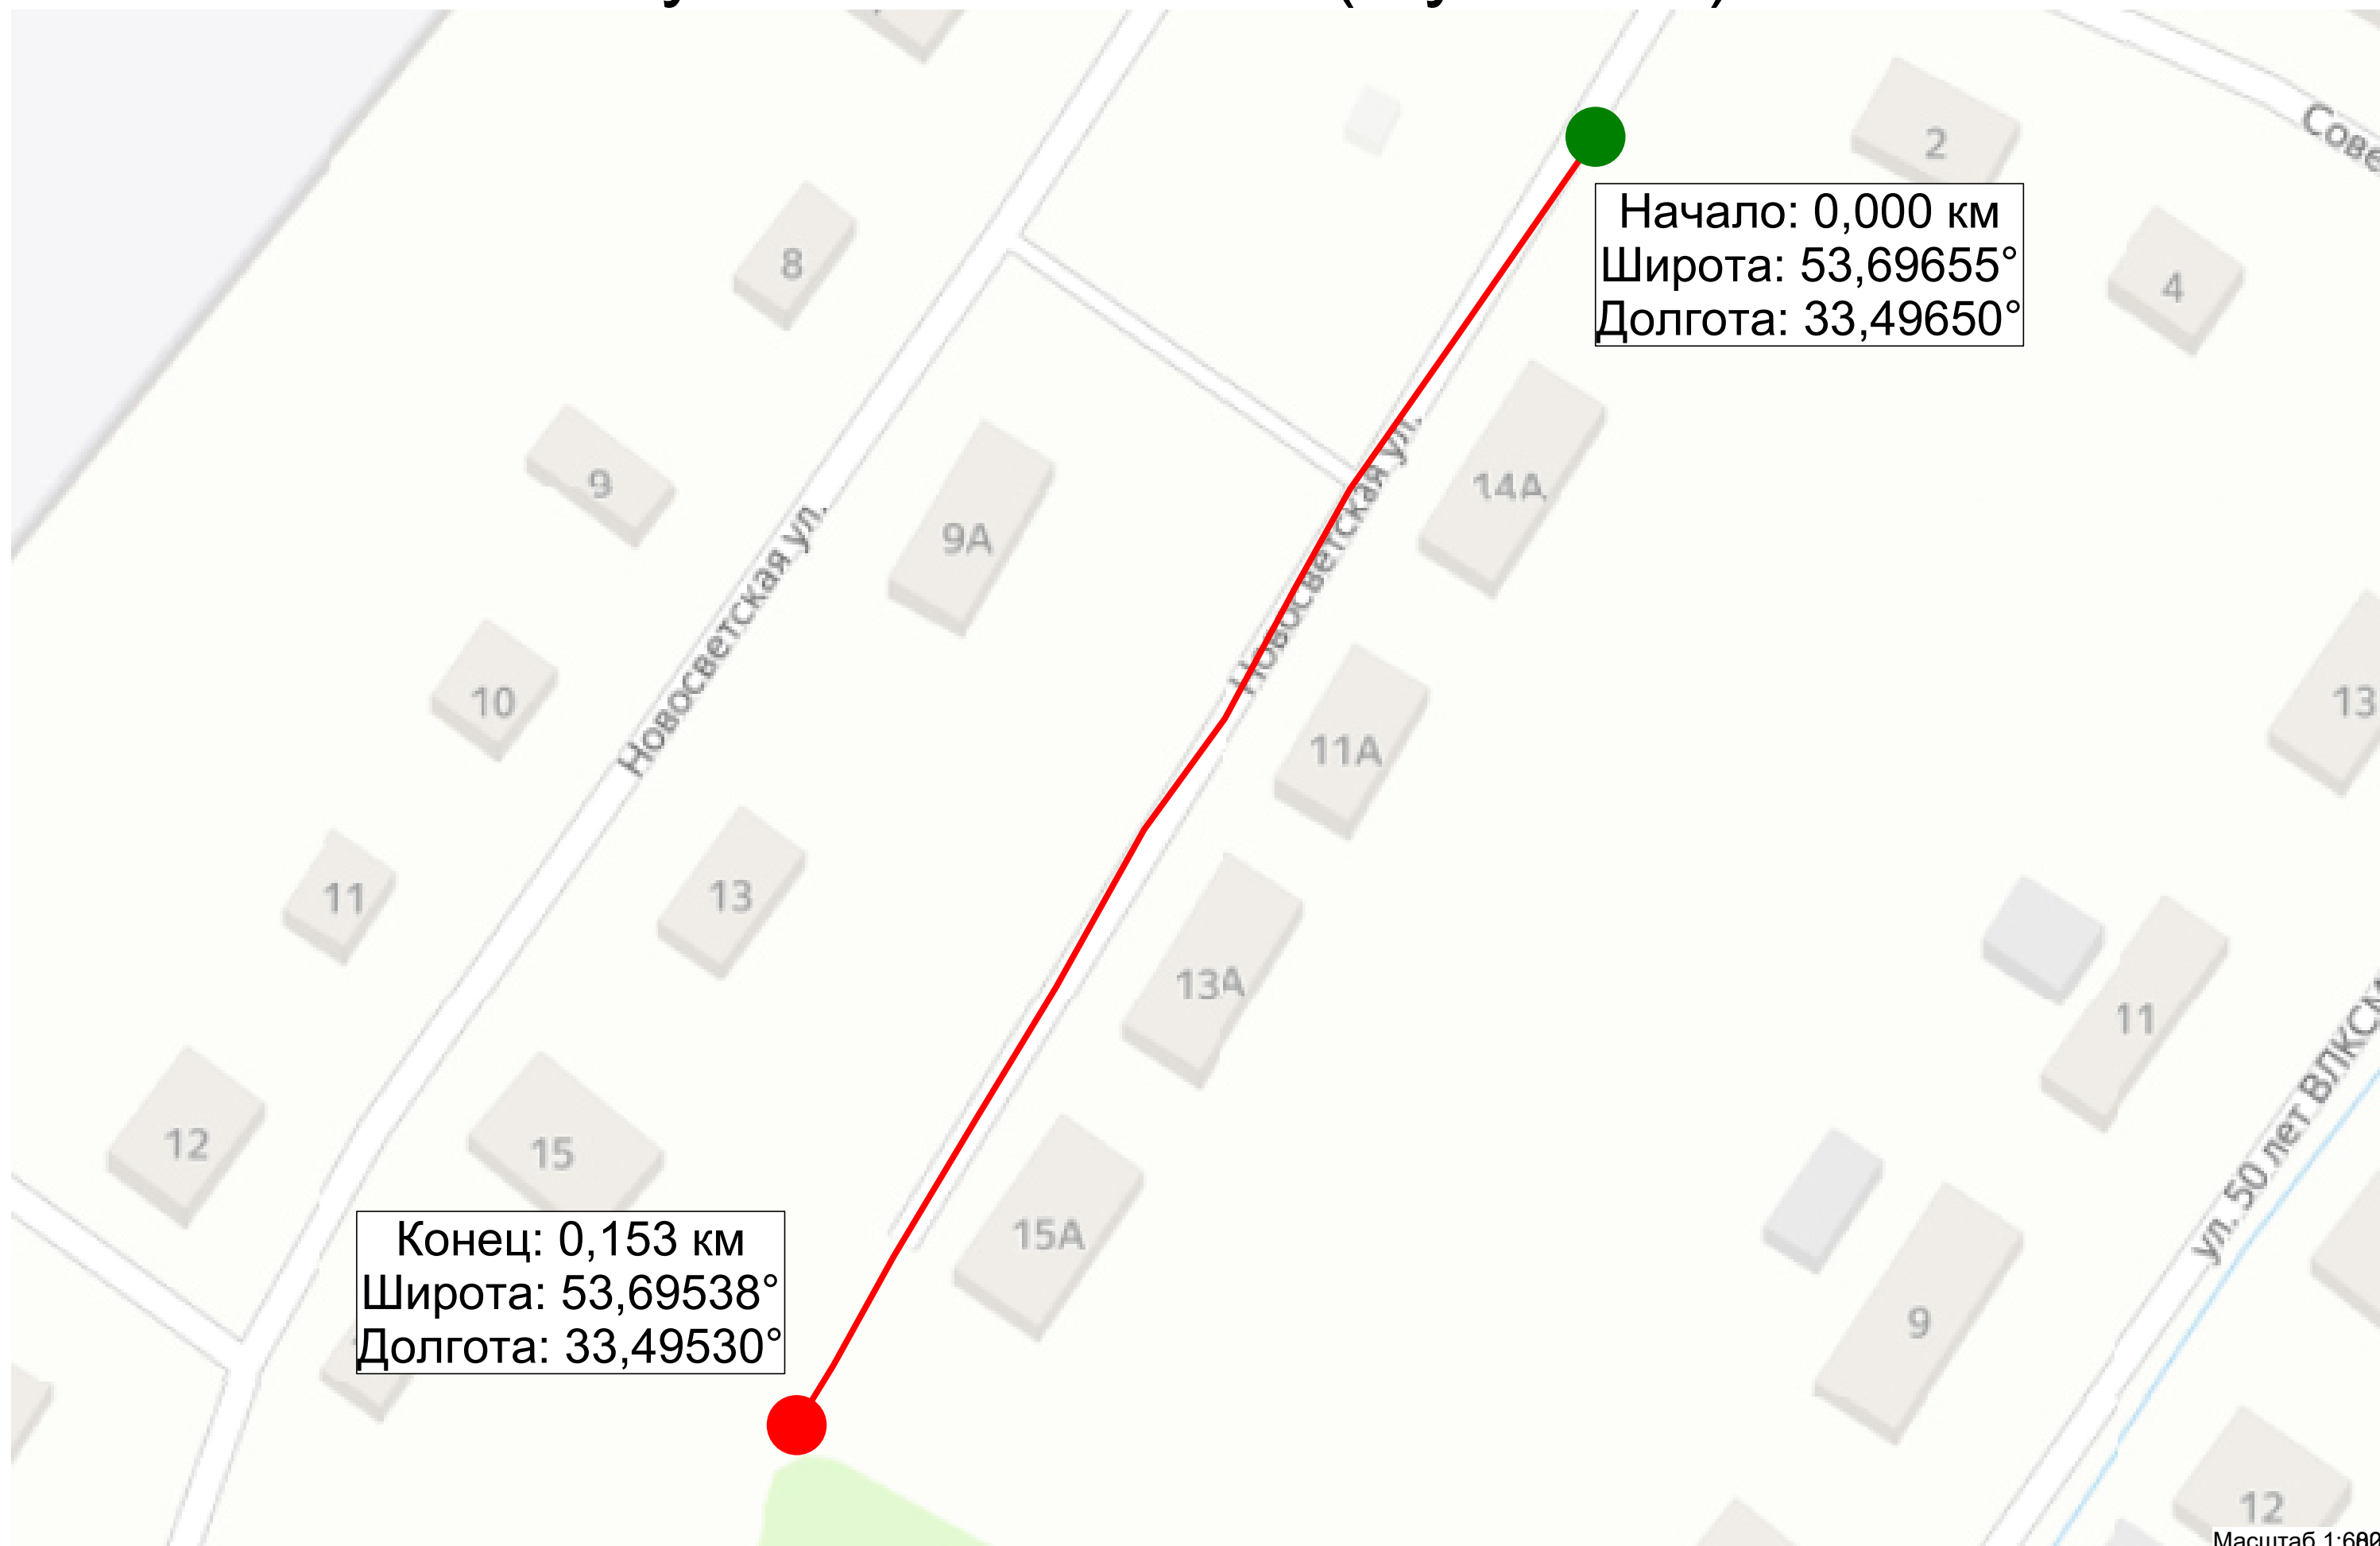 Сове
2
Начало: 0,000 км
Широта: 53,69655°
Долгота: 33,49650°
8
4
9
9А
14А
Новосветская ул.
Новосветская ул.
10
11А
13
11
13
13А
11
12
15
15А
ул. 50 лет ВЛКСМ
Конец: 0,153 км
Широта: 53,69538°
Долгота: 33,49530°
9
12
Масштаб